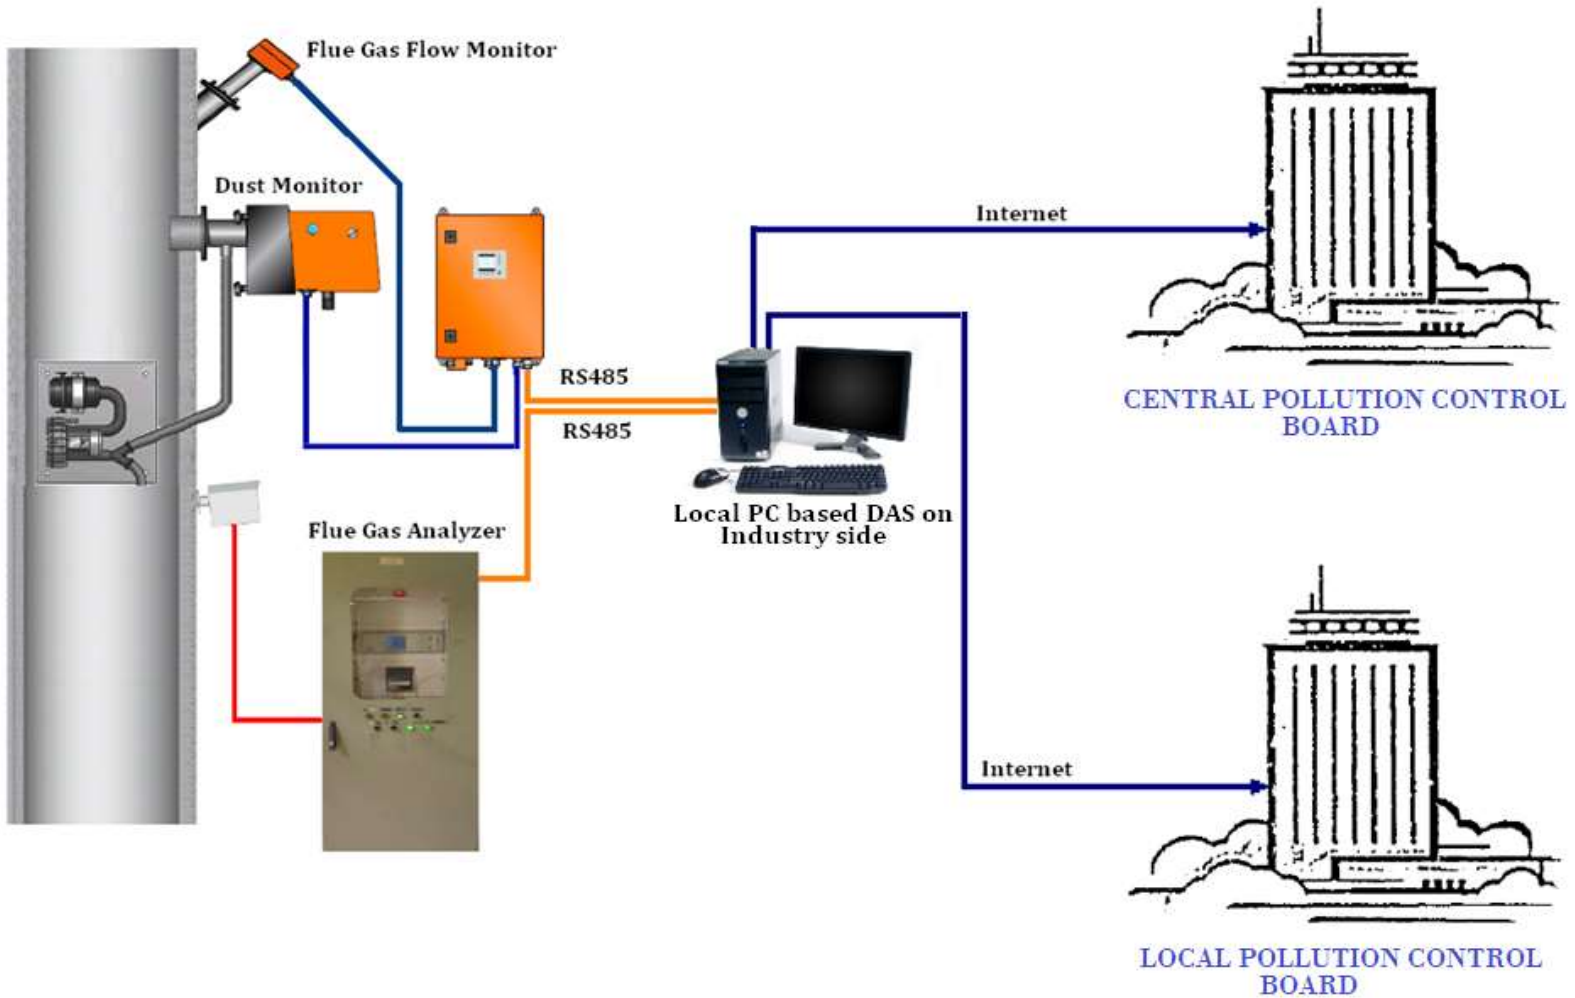 Flue Gas Flow Monitor
Dust Monitor
Internet
RS485
RS485
CENTRAL POLLUTION CONTROL
BOARD
Local PC based DAS on
Industry side
Flue Gas Analyzer
Internet
LOCAL POLLUTION CONTROL
BOARD